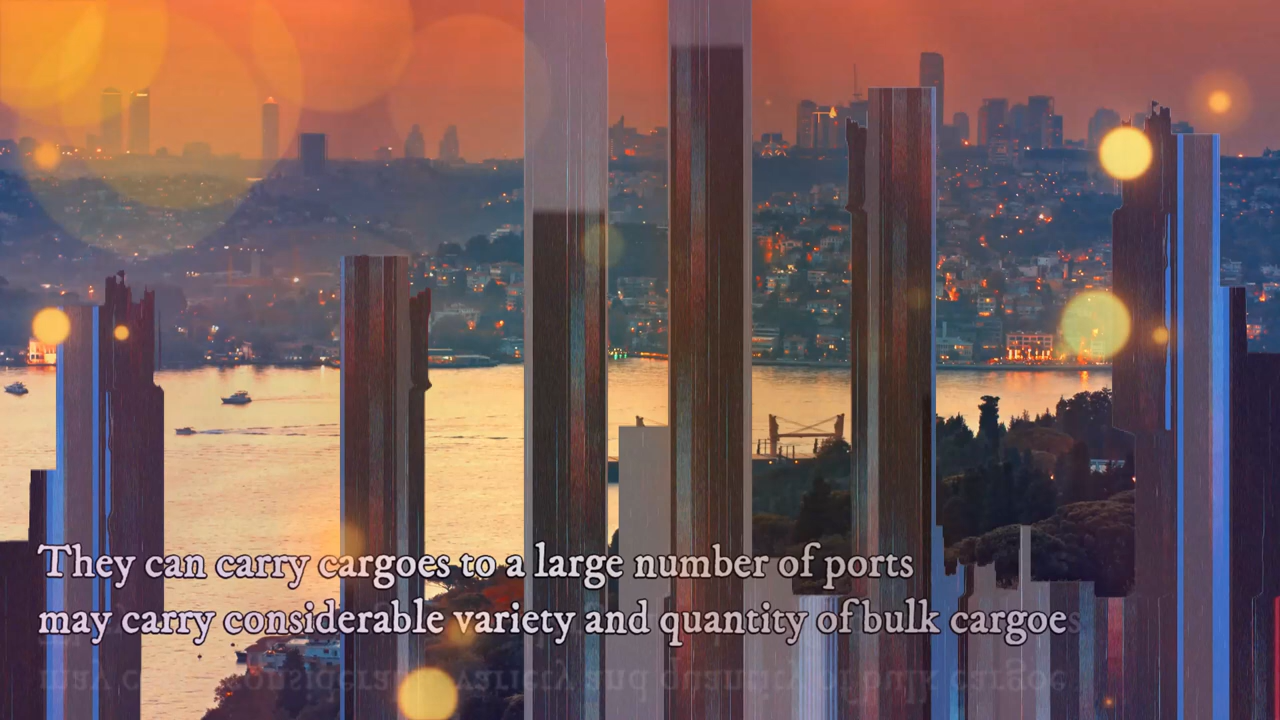 They can carry cargoes to a large number of ports
may carry considerable variety and quantity of bulk cargoes